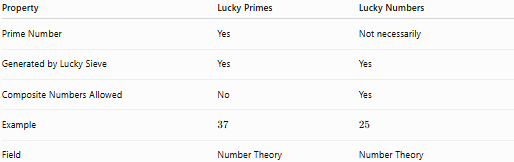 Property Lucky Primes Lucky Numbers
Prime Number Yes Not necessarily
Generated by Lucky Sieve Yes Yes
Composite Numbers Allowed No Yes
Example 37 25
Field Number Theory Number Theory